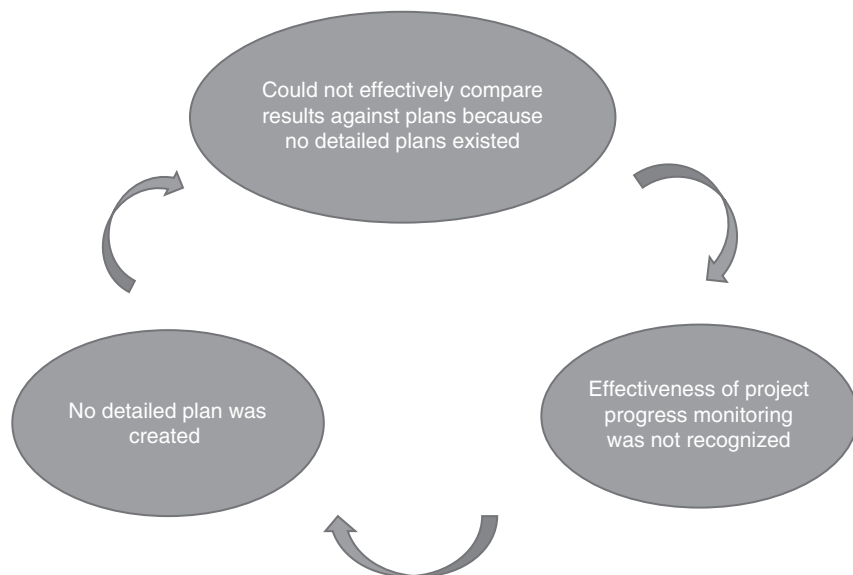 Could not effectively compare
results against plans because
no detailed plans existed
Effectiveness of project
progress monitoring
was not recognized
No detailed plan was
created